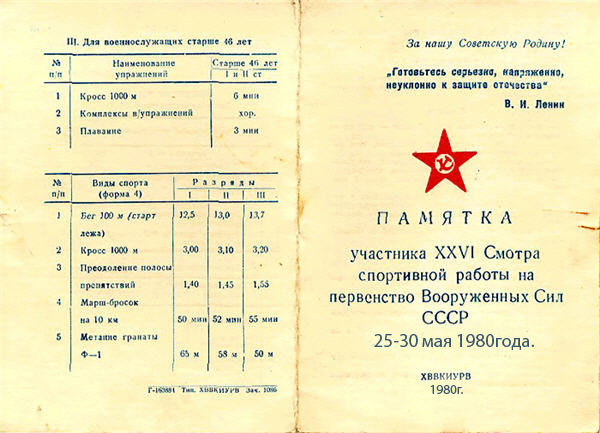 III. Для военнослужащих старше 46 лет
№ п/п Наименование упражнений Старше 46 лет I и II ст
1 Кросс 1000 м 6 мин
2 Комплексы в/упражнений хор.
3 Плавание 3 мин
№ п/п Виды спорта (форма 4) Разряды I II III
1 Бег 100 м (старт лежа) 12,5 13,0 13,7
2 Кросс 1000 м 3,00 3,10 3,20
3 Преодоление полосы препятствий 1,40 1,45 1,55
4 Марш-бросок на 10 км 50 мин 52 мин 55 мин
5 Метание гранаты Ф—1 65 м 58 м 50 м
Тип. ХВВКИУРВ Зак.
За нашу Советскую Родину!
„Готовьтесь серьезно, напряженно,
неуклонно к защите отечества“
В. И. Ленин
ПАМЯТКА
участника XXVI Смотра
спортивной работы на
первенство Вооруженных Сил
СССР
25-30 мая 1980года.
ХВВКИУРВ
1980г.